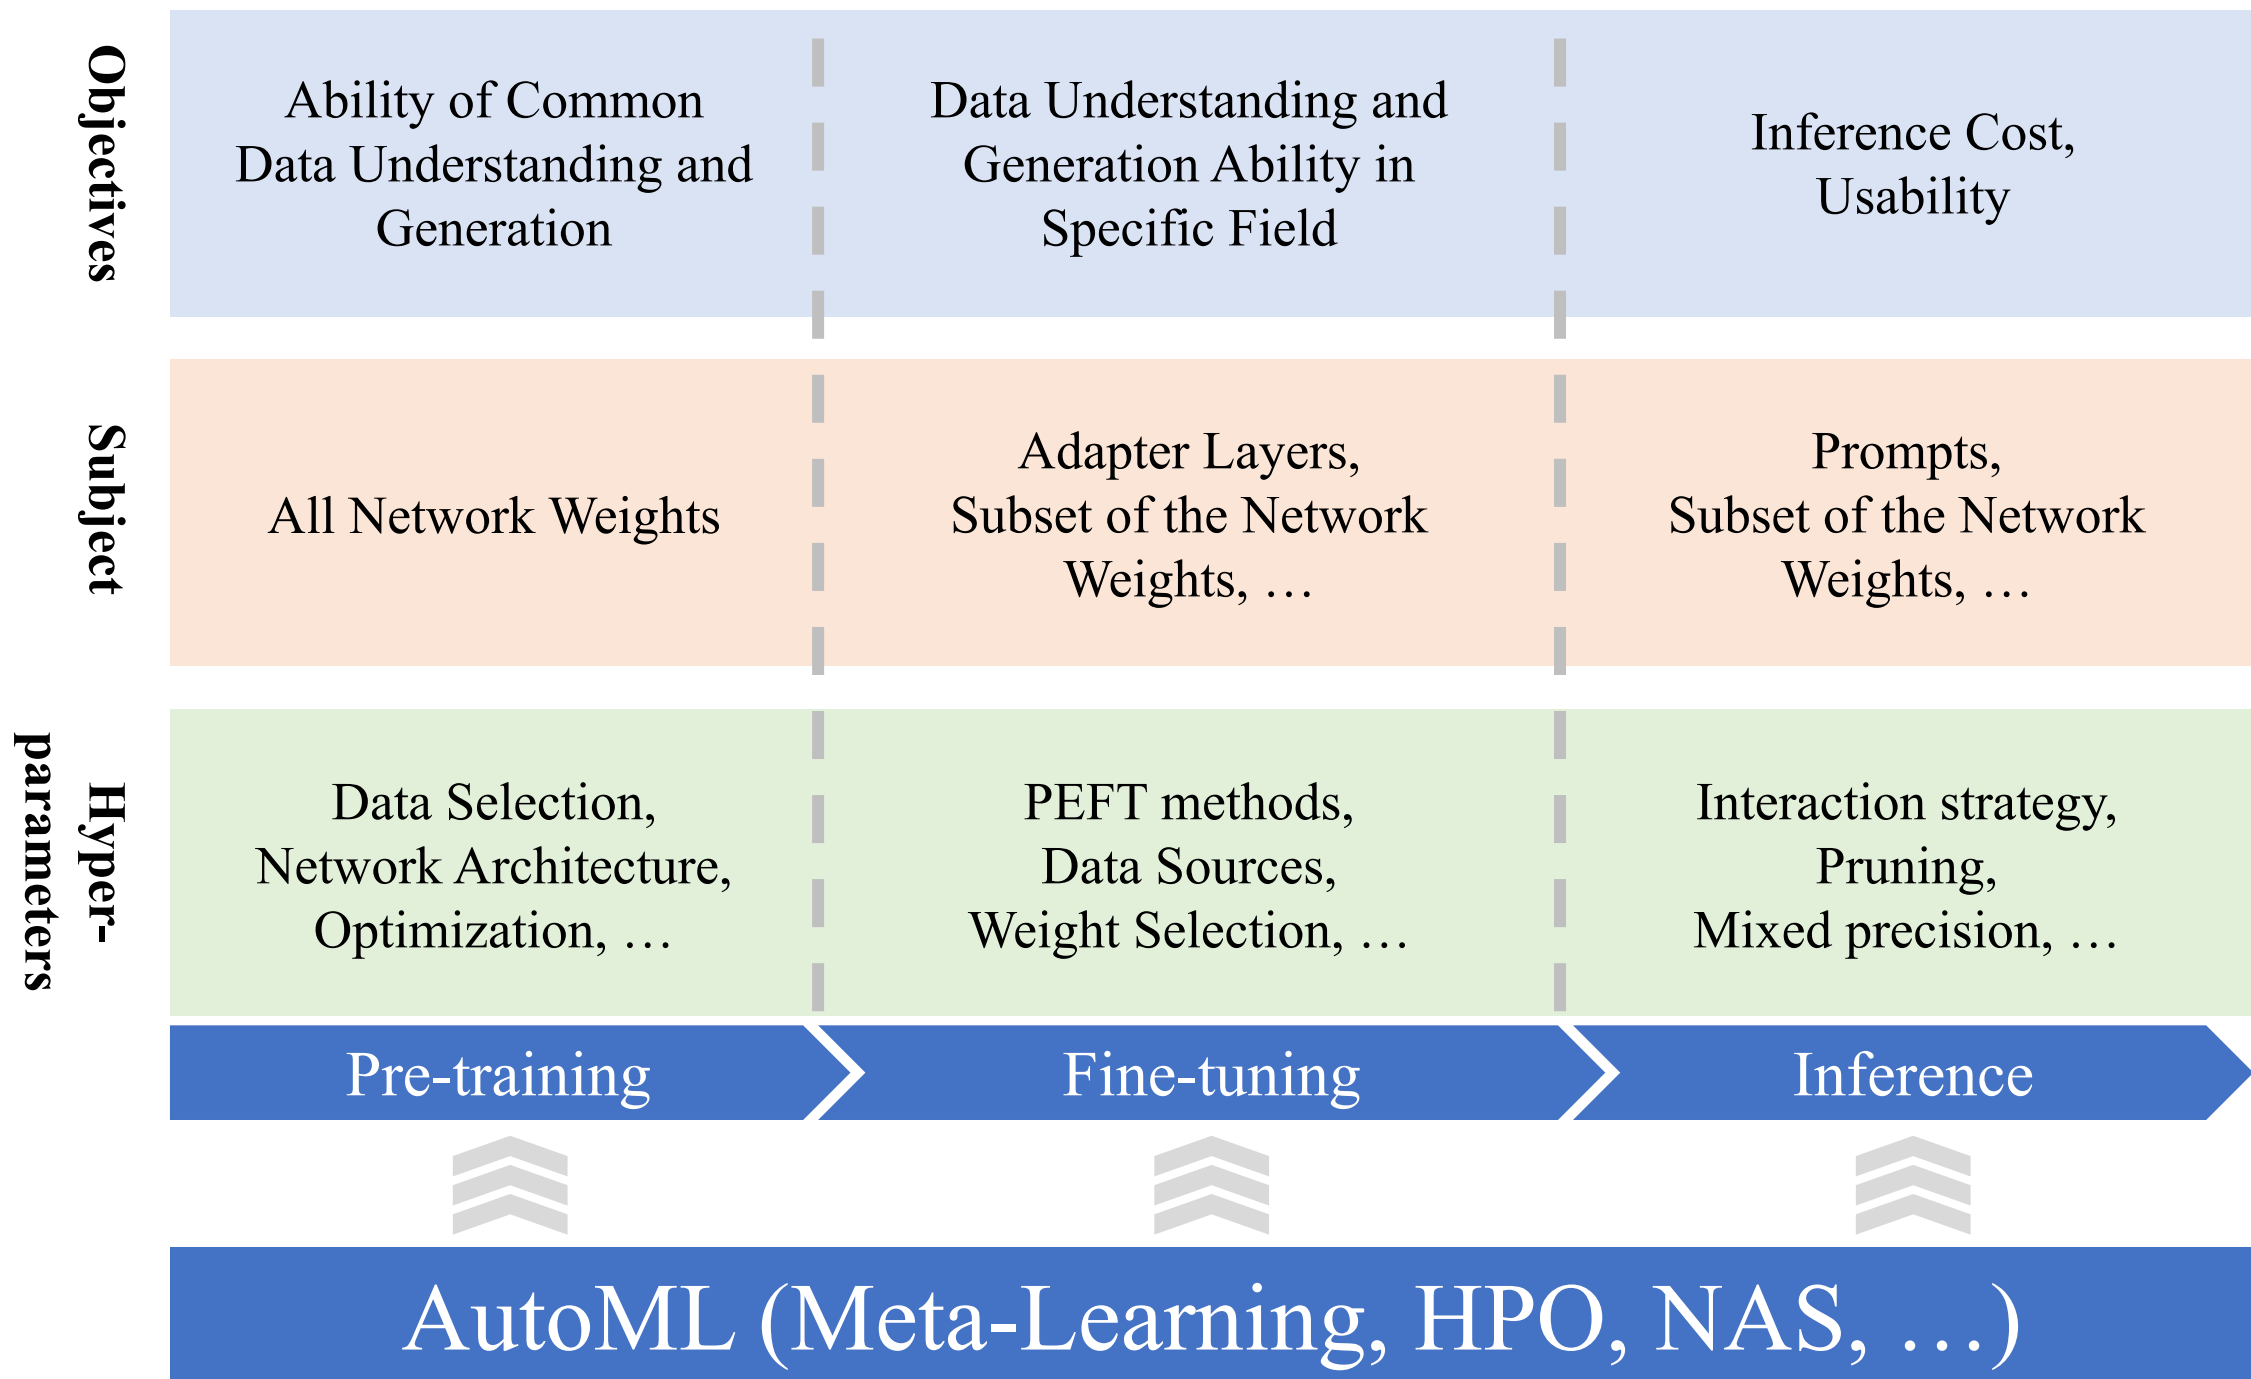 Objectives
Ability of Common
Data Understanding and
Generation
Data Understanding and
Generation Ability in
Specific Field
Inference Cost,
Usability
Subject
All Network Weights
Adapter Layers,
Subset of the Network
Weights, …
Prompts,
Subset of the Network
Weights, …
Hyper-
parameters
Data Selection,
Network Architecture,
Optimization, …
PEFT methods,
Data Sources,
Weight Selection, …
Interaction strategy,
Pruning,
Mixed precision, …
Pre-training
Fine-tuning
Inference
AutoML (Meta-Learning, HPO, NAS, …)